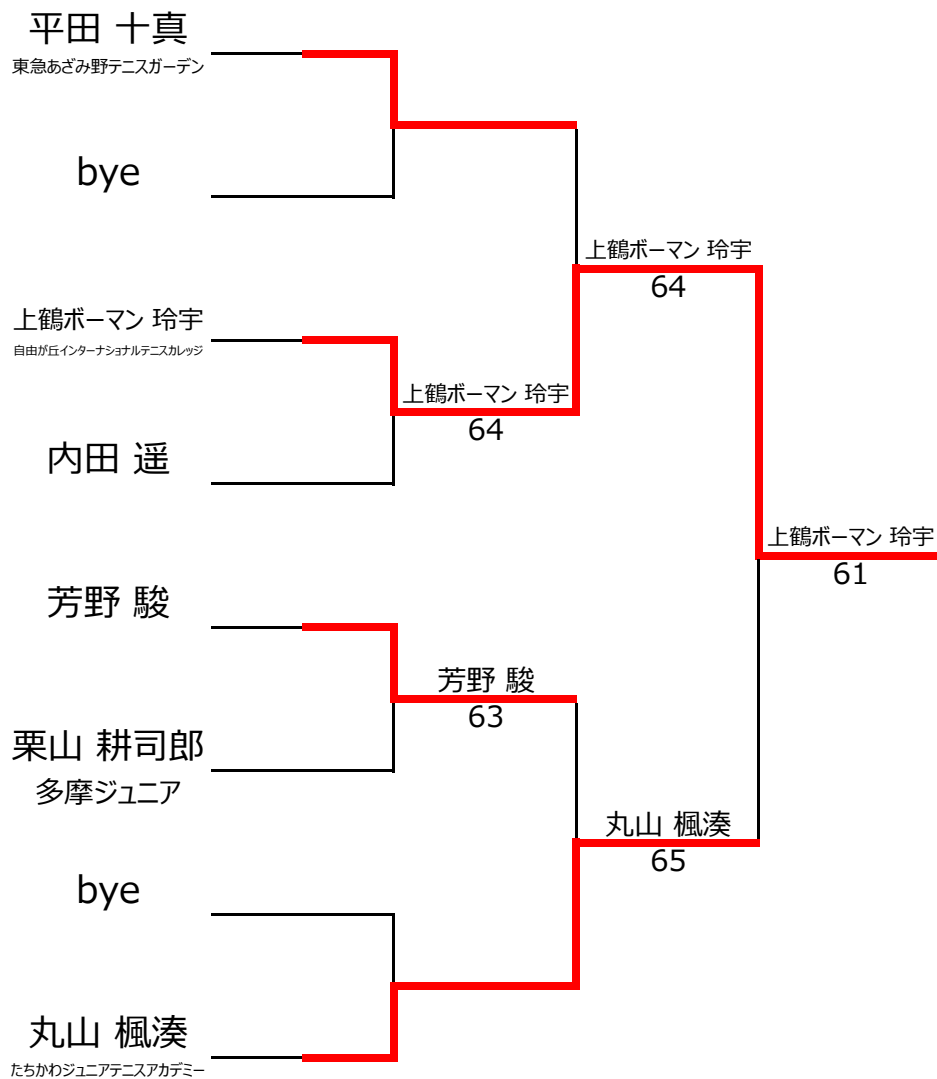 平田 十真
東急あざみ野テニスガーデン
bye
上鶴ボーマン 玲宇
64
上鶴ボーマン 玲宇
自由が丘インターナショナルテニスカレッジ
上鶴ボーマン 玲宇
64
内田 遥
上鶴ボーマン 玲宇
61
芳野 駿
芳野 駿
63
栗山 耕司郎
多摩ジュニア
丸山 楓湊
65
bye
丸山 楓湊
たちかわジュニアテニスアカデミー